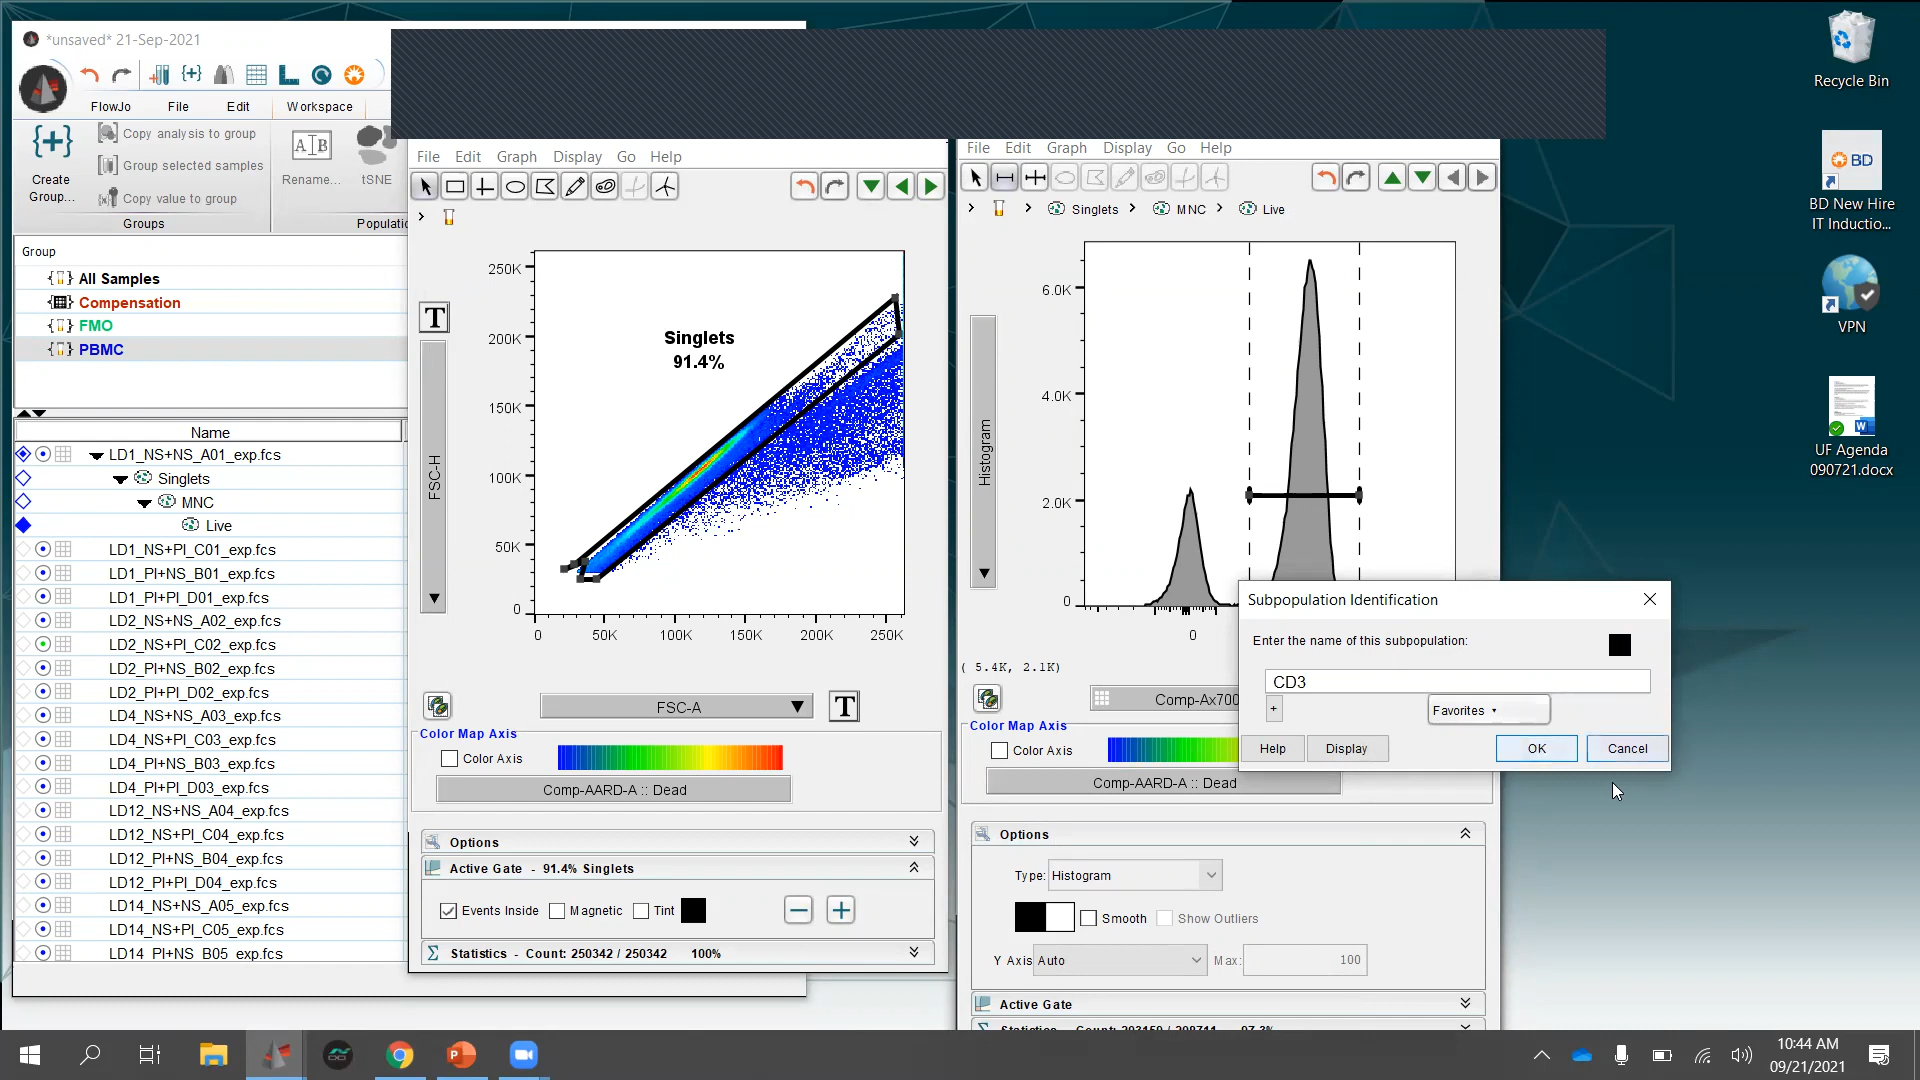 *unsaved* 21-Sep-2021
FlowJo File Edit Workspace
Create Group...
Copy analysis to group
Group selected samples
Copy value to group
Groups
Rename...
tSNE
Group
All Samples
Compensation
FMO
PBMC
Name
LD1_NS+NS_A01_exp.fcs
Singlets
MNC
Live
LD1_NS+PI_C01_exp.fcs
LD1_PI+NS_B01_exp.fcs
LD1_PI+PI_D01_exp.fcs
LD2_NS+NS_A02_exp.fcs
LD2_NS+PI_C02_exp.fcs
LD2_PI+NS_B02_exp.fcs
LD2_PI+PI_D02_exp.fcs
LD4_NS+NS_A03_exp.fcs
LD4_NS+PI_C03_exp.fcs
LD4_PI+NS_B03_exp.fcs
LD4_PI+PI_D03_exp.fcs
LD12_NS+NS_A04_exp.fcs
LD12_NS+PI_C04_exp.fcs
LD12_PI+NS_B04_exp.fcs
LD12_PI+PI_D04_exp.fcs
LD14_NS+NS_A05_exp.fcs
LD14_NS+PI_C05_exp.fcs
LD14 PI+NS B05 exp.fcs
File Edit Graph Display Go Help
T
250K
200K
150K
100K
50K
0
FSC-H
Singlets
91.4%
0 50K 100K 150K 200K 250K
FSC-A
T
Color Map Axis
Color Axis
Comp-AARD-A :: Dead
Options
Active Gate - 91.4% Singlets
Events Inside Magnetic Tint
Σ Statistics - Count: 250342 / 250342 100%
File Edit Graph Display Go Help
Singlets MNC Live
6.0K
4.0K
2.0K
0
Histogram
0
( 5.4K, 2.1K)
Comp-Ax700
Color Map Axis
Color Axis
Comp-AARD-A :: Dead
Options
Type: Histogram
Smooth Show Outliers
Y Axis Auto Max: 100
Active Gate
Subpopulation Identification
Enter the name of this subpopulation:
CD3
+
Favorites
Help Display OK Cancel
Recycle Bin
BD
BD New Hire
IT Inductio...
VPN
UF Agenda
090721.docx
10:44 AM
09/21/2021